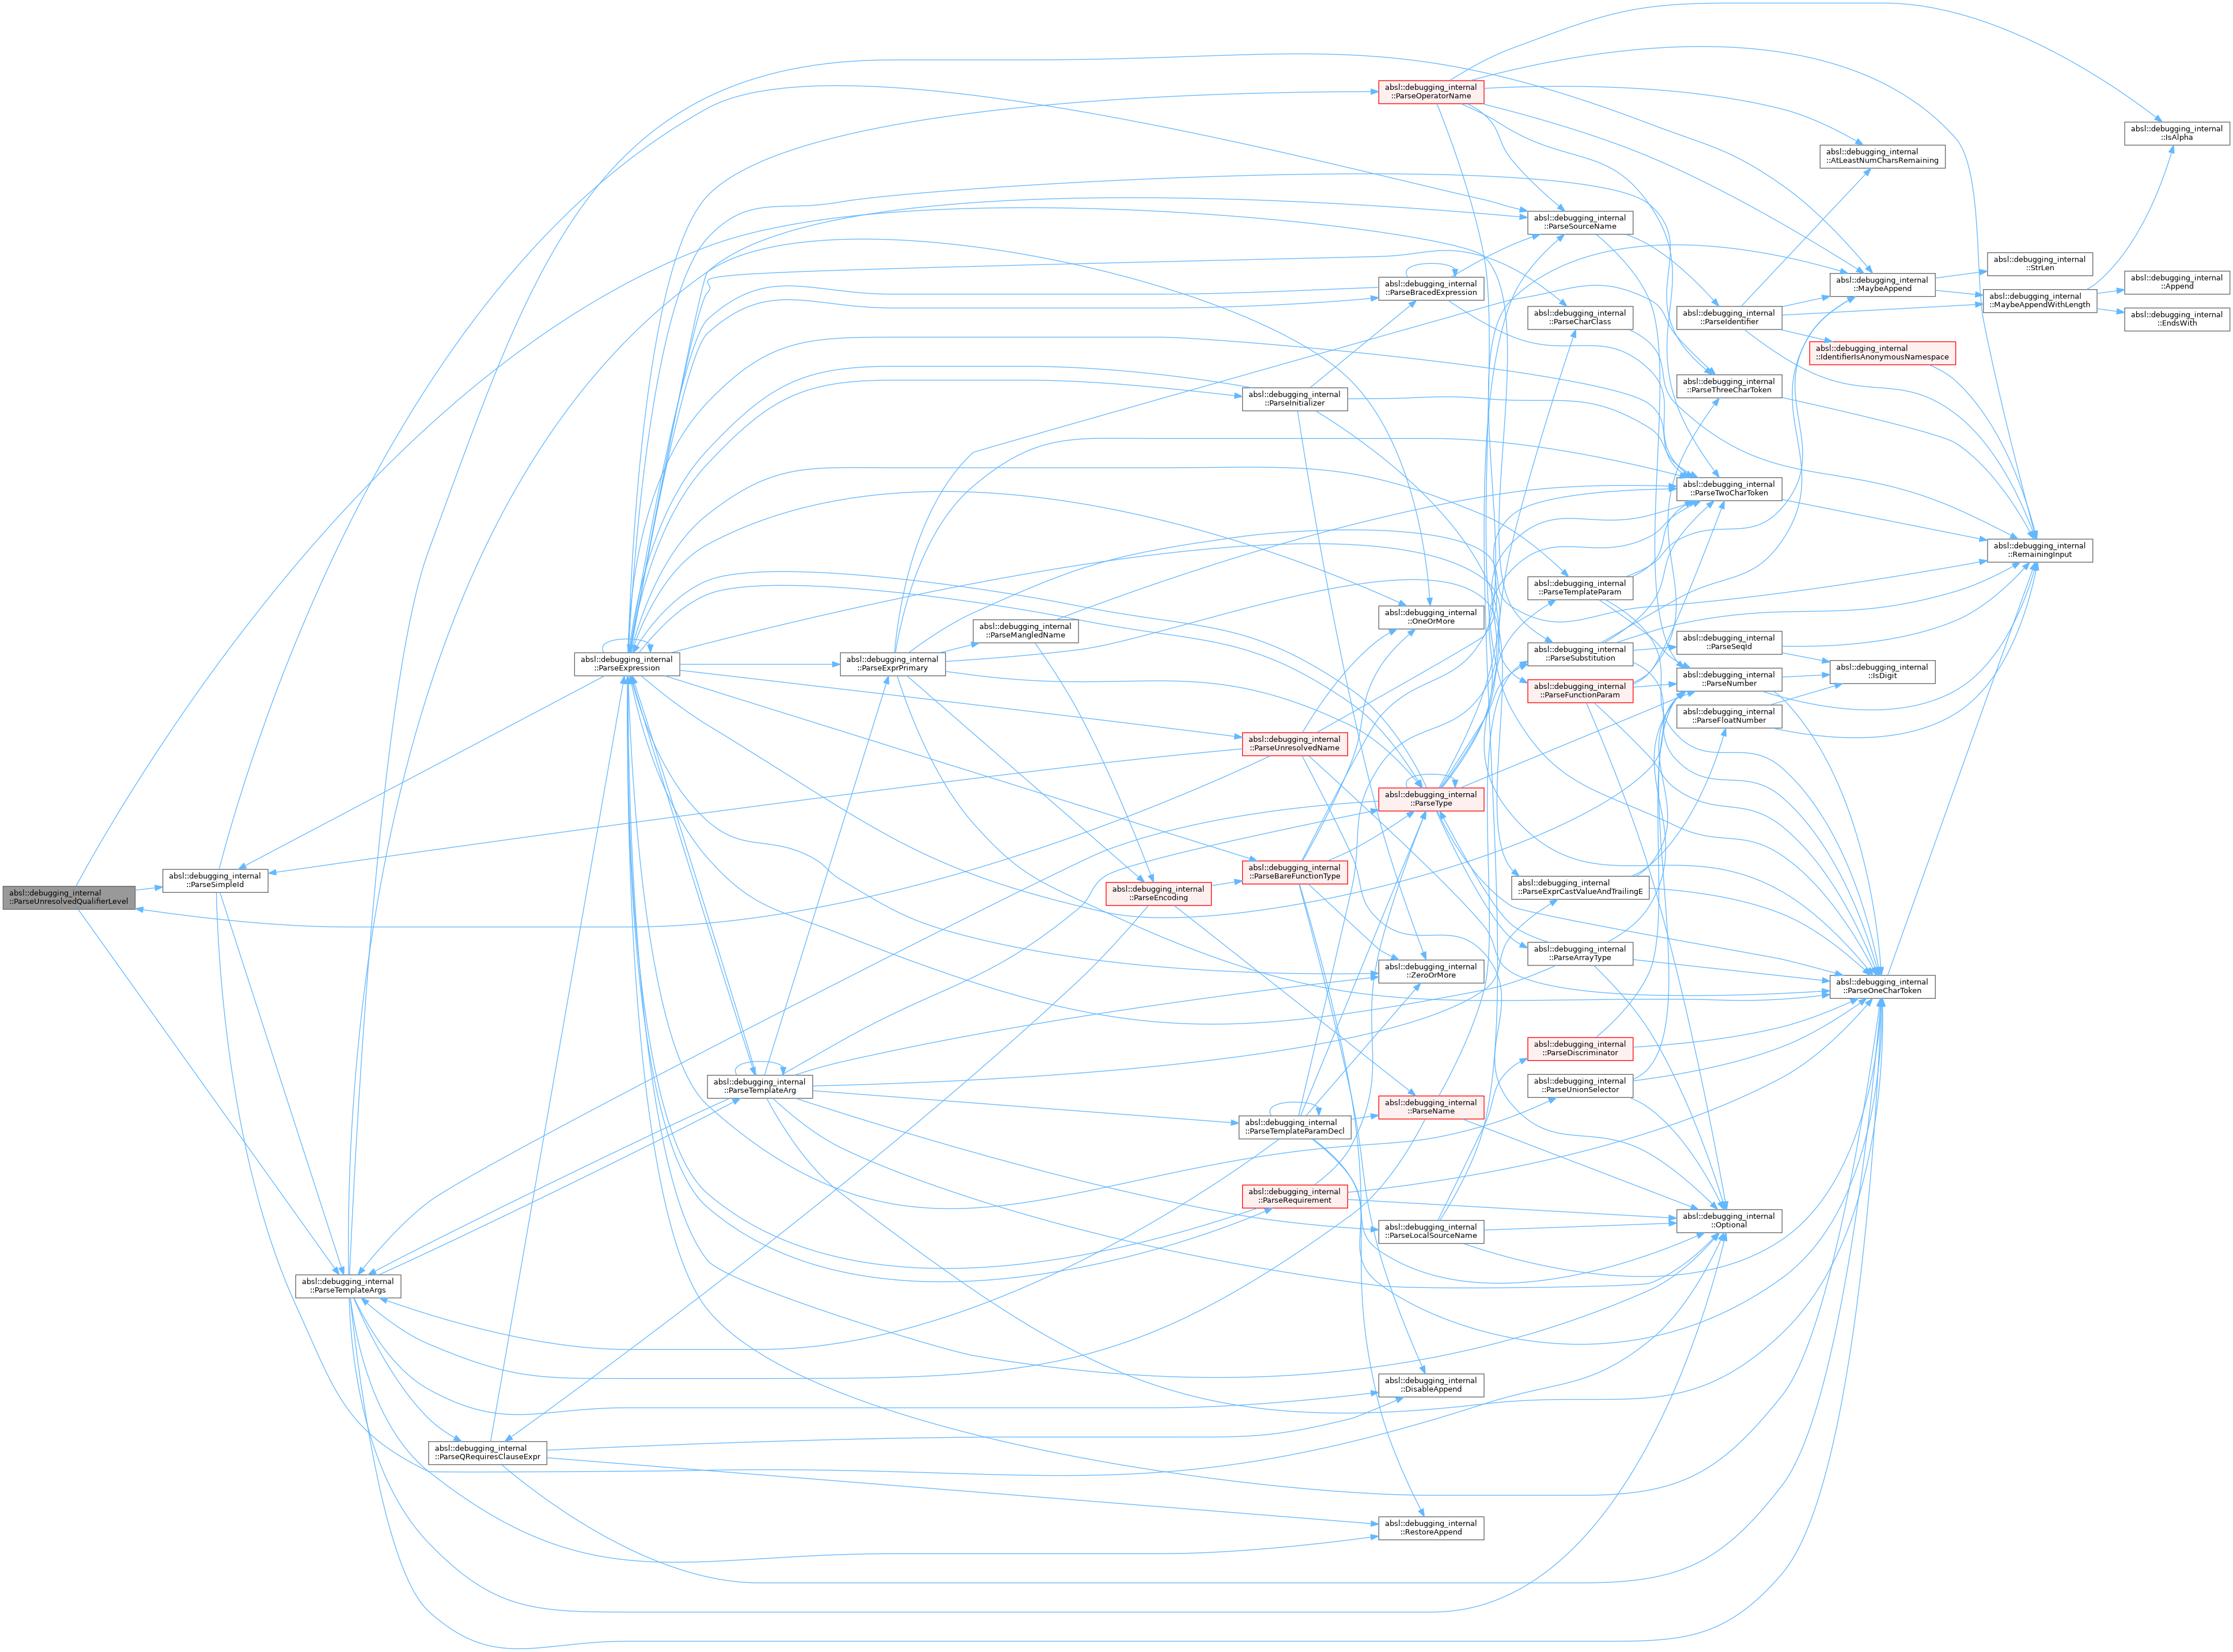 absl::debugging_internal
::ParseUnresolvedQualifierLevel
absl::debugging_internal
::ParseSimpleId
absl::debugging_internal
::ParseTemplateArgs
absl::debugging_internal
::ParseQRequiresClauseExpr
absl::debugging_internal
::ParseExpression
absl::debugging_internal
::ParseTemplateArg
absl::debugging_internal
::ParseExprPrimary
absl::debugging_internal
::ParseMangledName
absl::debugging_internal
::ParseEncoding
absl::debugging_internal
::ParseInitializer
absl::debugging_internal
::ParseUnresolvedName
absl::debugging_internal
::ParseBareFunctionType
absl::debugging_internal
::ParseTemplateParamDecl
absl::debugging_internal
::ParseRequirement
absl::debugging_internal
::ParseOperatorName
absl::debugging_internal
::ParseBracedExpression
absl::debugging_internal
::OneOrMore
absl::debugging_internal
::ParseType
absl::debugging_internal
::ZeroOrMore
absl::debugging_internal
::ParseName
absl::debugging_internal
::ParseLocalSourceName
absl::debugging_internal
::DisableAppend
absl::debugging_internal
::RestoreAppend
absl::debugging_internal
::ParseSourceName
absl::debugging_internal
::ParseCharClass
absl::debugging_internal
::ParseTemplateParam
absl::debugging_internal
::ParseSubstitution
absl::debugging_internal
::ParseFunctionParam
absl::debugging_internal
::ParseExprCastValueAndTrailingE
absl::debugging_internal
::ParseArrayType
absl::debugging_internal
::ParseDiscriminator
absl::debugging_internal
::ParseUnionSelector
absl::debugging_internal
::ParseIdentifier
absl::debugging_internal
::ParseThreeCharToken
absl::debugging_internal
::ParseTwoCharToken
absl::debugging_internal
::ParseSeqId
absl::debugging_internal
::ParseNumber
absl::debugging_internal
::ParseFloatNumber
absl::debugging_internal
::Optional
absl::debugging_internal
::AtLeastNumCharsRemaining
absl::debugging_internal
::MaybeAppend
absl::debugging_internal
::IdentifierIsAnonymousNamespace
absl::debugging_internal
::IsDigit
absl::debugging_internal
::ParseOneCharToken
absl::debugging_internal
::StrLen
absl::debugging_internal
::MaybeAppendWithLength
absl::debugging_internal
::RemainingInput
absl::debugging_internal
::IsAlpha
absl::debugging_internal
::Append
absl::debugging_internal
::EndsWith